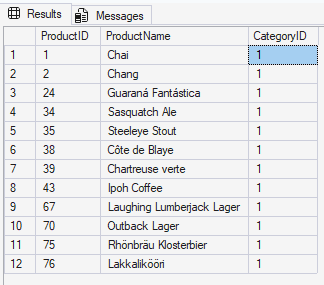 Results Messages
ProductID ProductName CategoryID
1 1 Chai 1
2 2 Chang 1
3 24 Guaraná Fantástica 1
4 34 Sasquatch Ale 1
5 35 Steeleye Stout 1
6 38 Côte de Blaye 1
7 39 Chartreuse verte 1
8 43 Ipoh Coffee 1
9 67 Laughing Lumberjack Lager 1
10 70 Outback Lager 1
11 75 Rhönbräu Klosterbier 1
12 76 Lakkalikööri 1